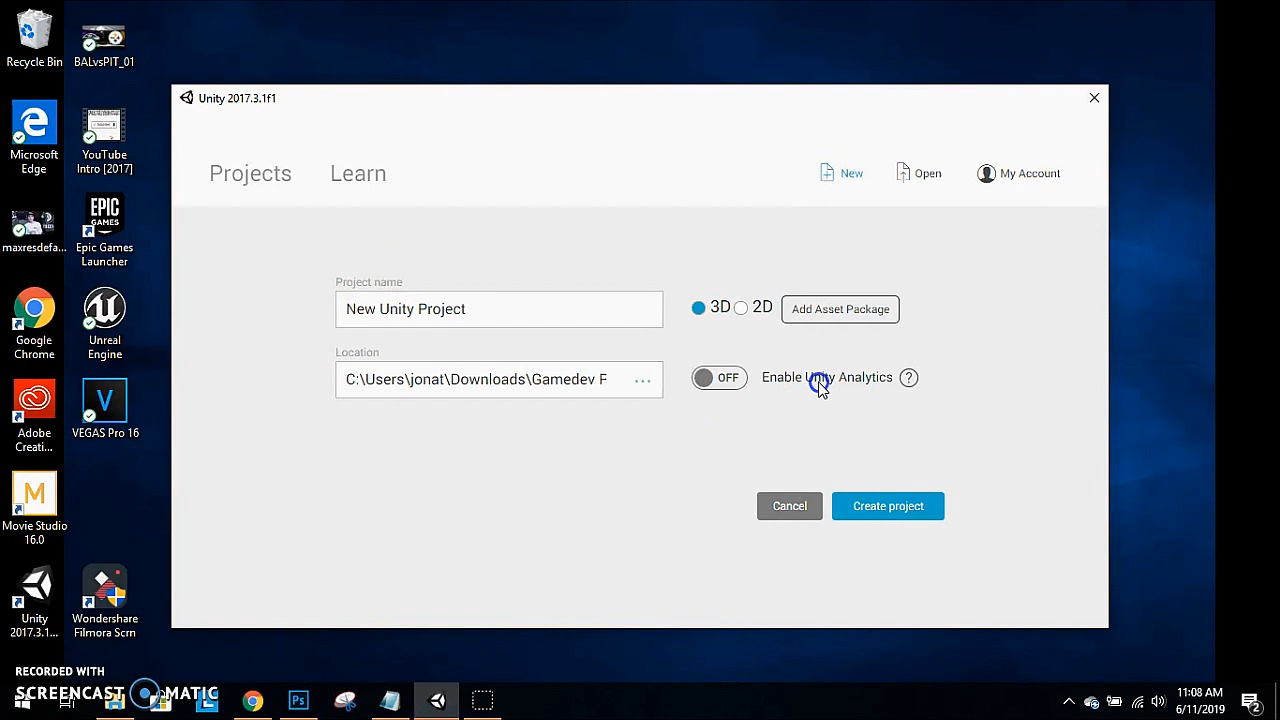 Recycle Bin
BALvsPIT_01
Microsoft
Edge
YouTube
Intro [2017]
maxresdefa...
EPIC
GAMES
Epic Games
Launcher
Google
Chrome
Unreal
Engine
Adobe
Creati...
V
VEGAS Pro 16
M
Movie Studio
16.0
Unity
2017.3.1...
Wondershare
Filmora Scrn
Unity 2017.3.1f1
Projects
Learn
New
Open
My Account
Project name
New Unity Project
3D
2D
Add Asset Package
Location
C:\Users\jonat\Downloads\Gamedev F
...
OFF
Enable Unity Analytics
?
Cancel
Create project
RECORDED WITH
SCREENCAST MATIC
L
Ps
11:08 AM
6/11/2019
2